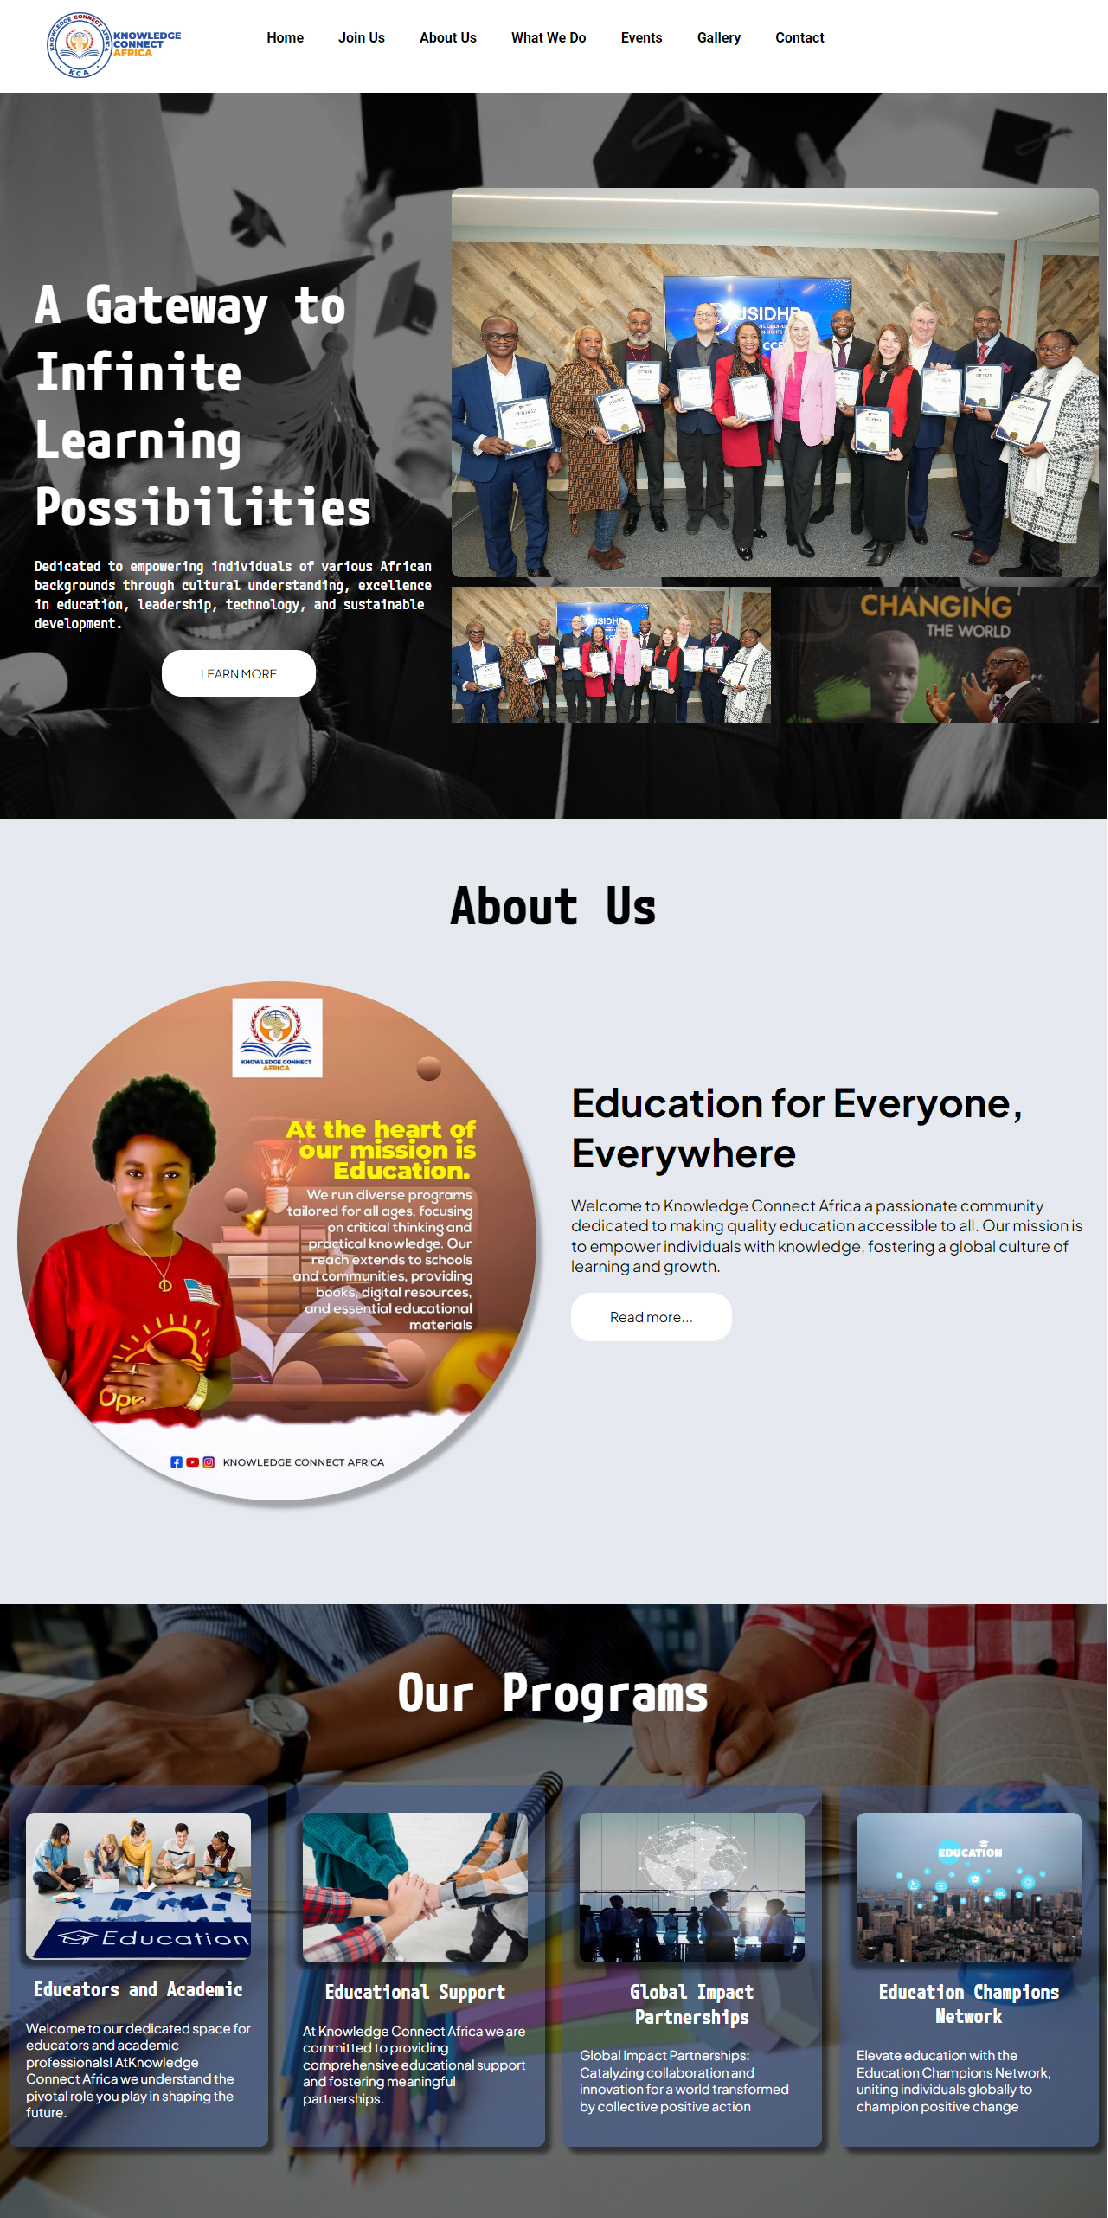 KNOWLEDGE CONNECT AFRICA
KCA
KNOWLEDGE
CONNECT
AFRICA
Home
Join Us
About Us
What We Do
Events
Gallery
Contact
A Gateway to
Infinite
Learning
Possibilities
Dedicated to empowering individuals of various African
backgrounds through cultural understanding, excellence
in education, leadership, technology, and sustainable
development.
LEARN MORE
USIDHR
USIDHR
CHANGING
THE WORLD
About Us
KNOWLEDGE CONNECT
AFRICA
At the heart of
our mission is
Education.
We run diverse programs
tailored for all ages, focusing
on critical thinking and
practical knowledge. Our
reach extends to schools
and communities, providing
books, digital resources,
and essential educational
materials
KNOWLEDGE CONNECT AFRICA
Education for Everyone,
Everywhere
Welcome to Knowledge Connect Africa a passionate community
dedicated to making quality education accessible to all. Our mission is
to empower individuals with knowledge, fostering a global culture of
learning and growth.
Read more...
Our Programs
Education
Educators and Academic
Welcome to our dedicated space for
educators and academic
professionals! AtKnowledge
Connect Africa we understand the
pivotal role you play in shaping the
future.
Educational Support
At Knowledge Connect Africa we are
committed to providing
comprehensive educational support
and fostering meaningful
partnerships.
Global Impact
Partnerships
Global Impact Partnerships:
Catalyzing collaboration and
innovation for a world transformed
by collective positive action
EDUCATION
Education Champions
Network
Elevate education with the
Education Champions Network,
uniting individuals globally to
champion positive change